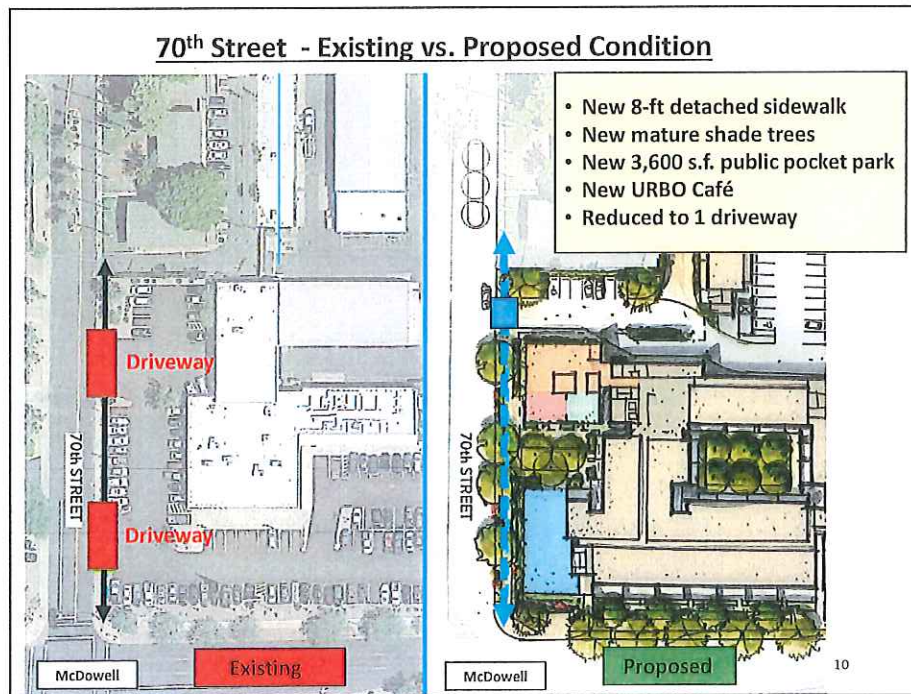 70th Street - Existing vs. Proposed Condition
• New 8-ft detached sidewalk
• New mature shade trees
• New 3,600 s.f. public pocket park
• New URBO Café
• Reduced to 1 driveway
Driveway
70th STREET
Driveway
McDowell
Existing
70th STREET
McDowell
Proposed
10